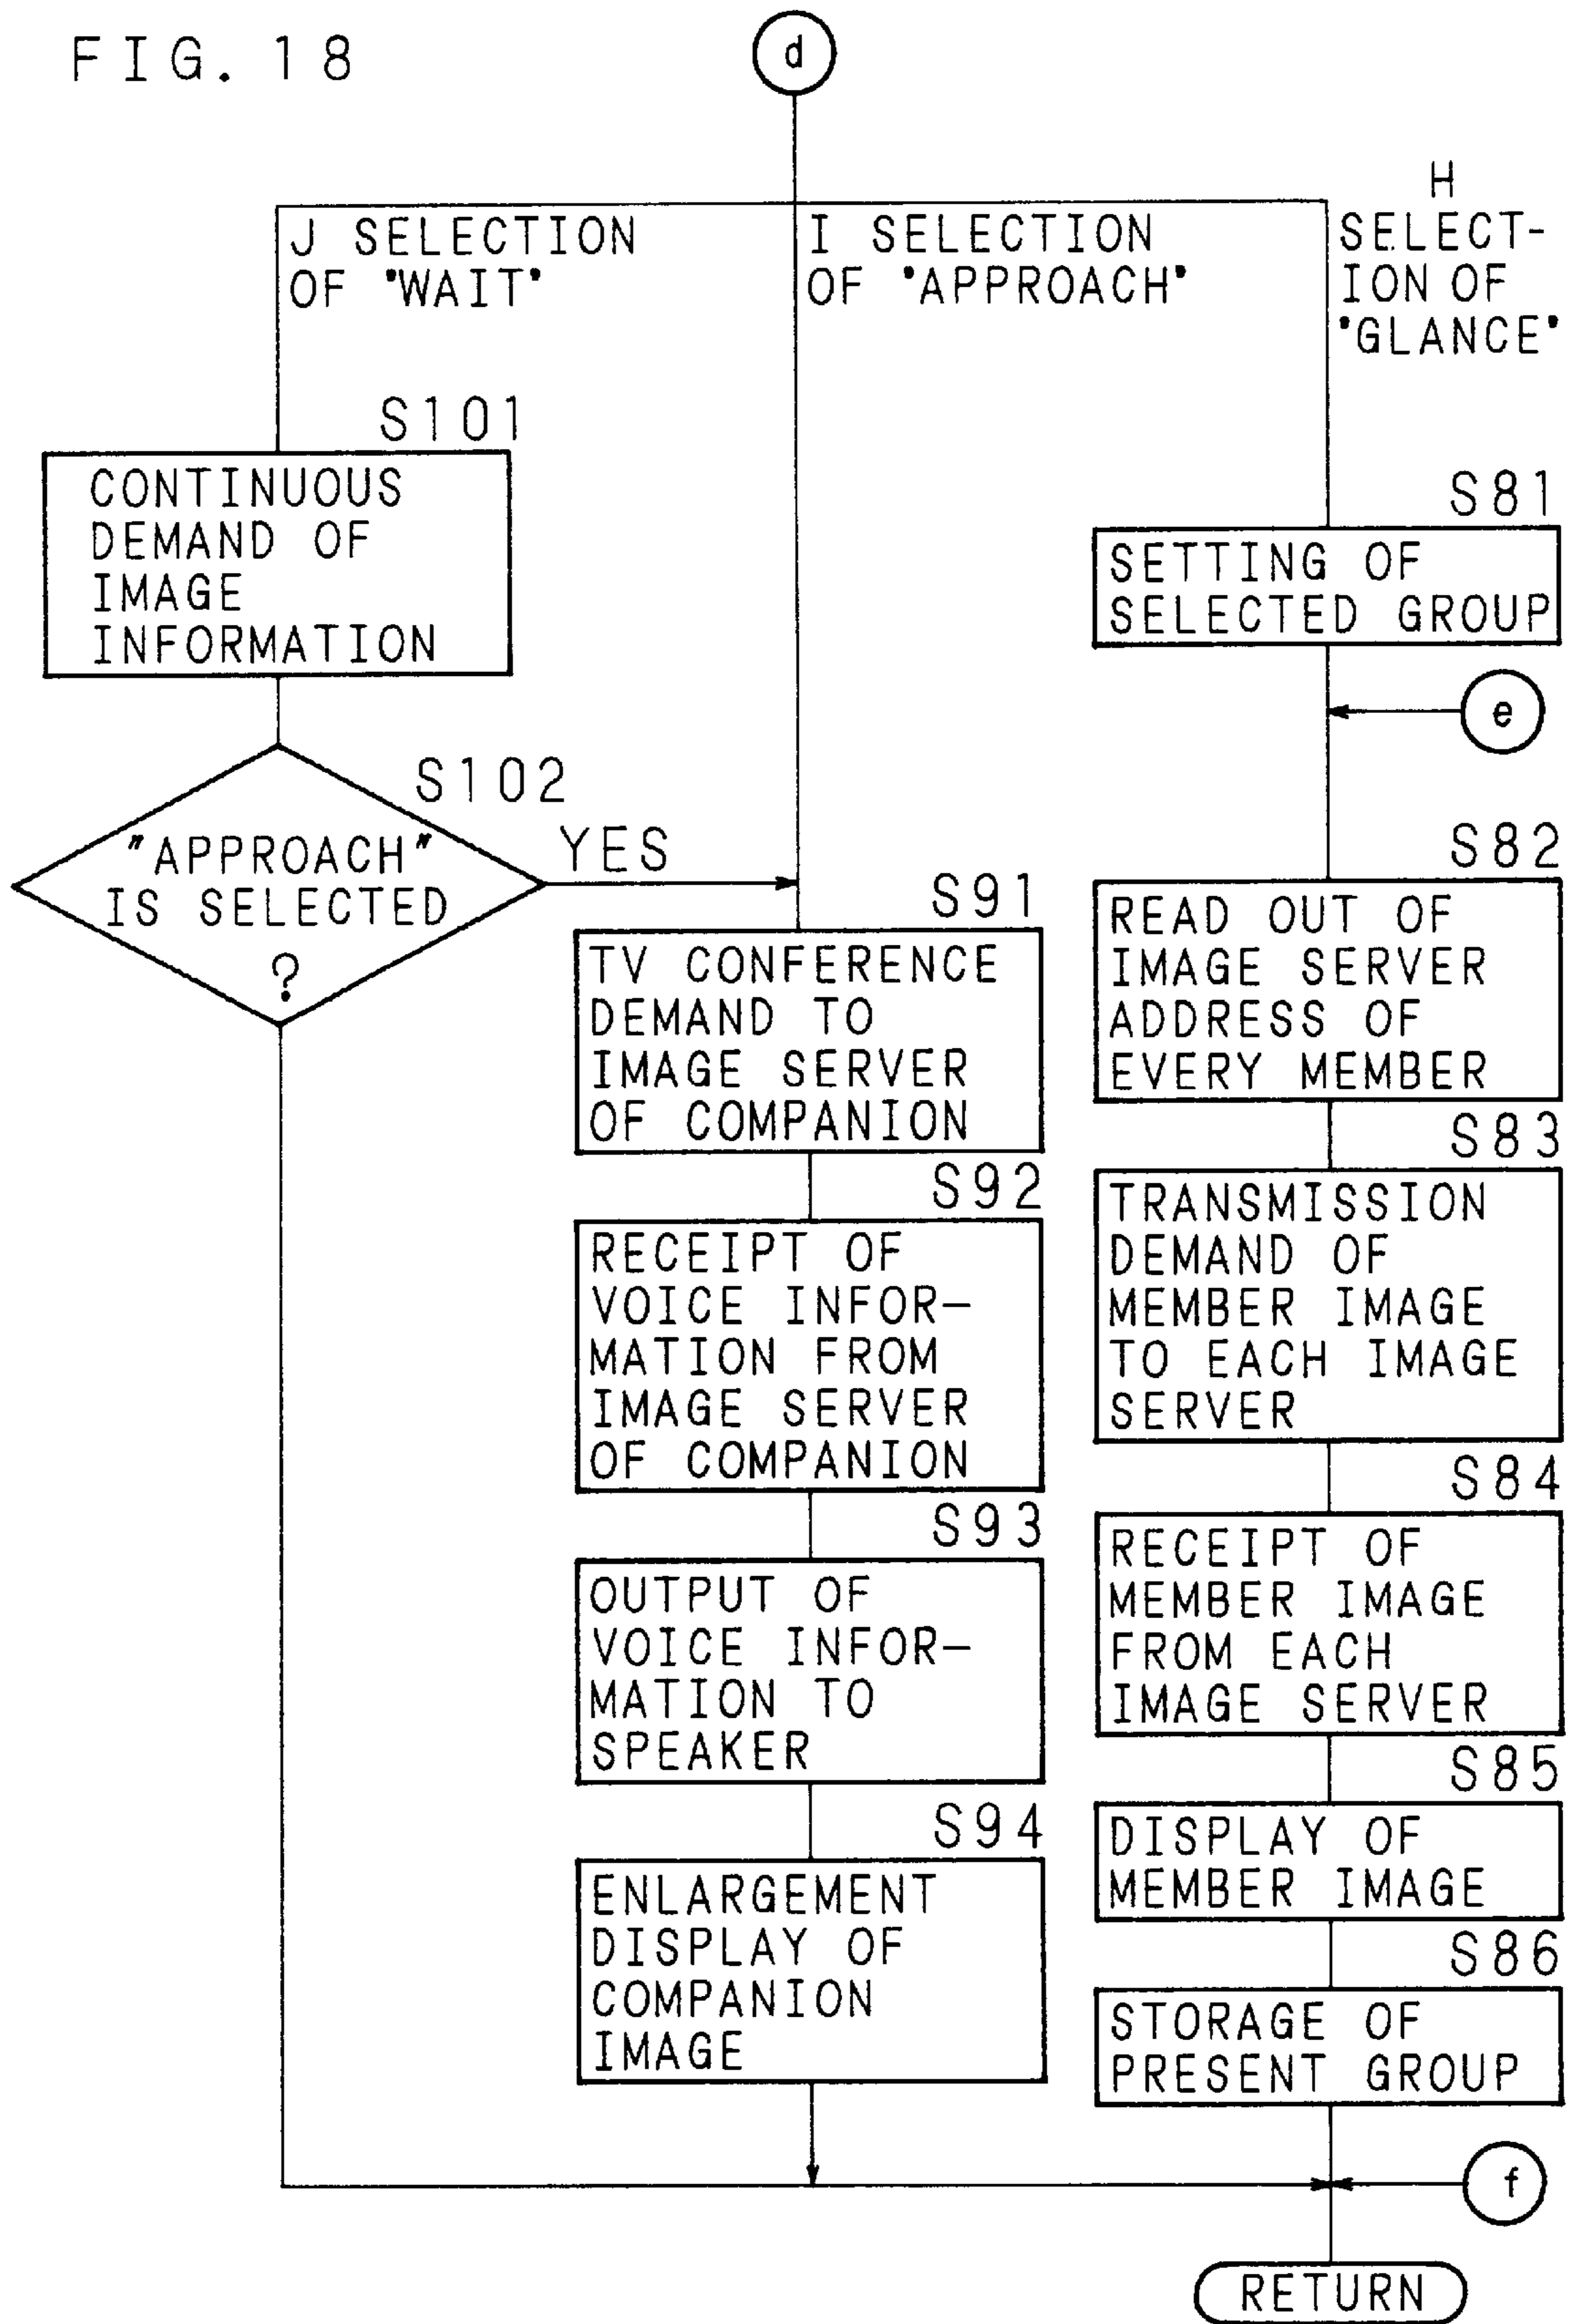 FIG. 18
d
J SELECTION
OF "WAIT"
I SELECTION
OF "APPROACH"
H
SELECT-
ION OF
"GLANCE"
S101
CONTINUOUS
DEMAND OF
IMAGE
INFORMATION
S102
"APPROACH"
IS SELECTED
?
YES
S91
TV CONFERENCE
DEMAND TO
IMAGE SERVER
OF COMPANION
S92
RECEIPT OF
VOICE INFOR-
MATION FROM
IMAGE SERVER
OF COMPANION
S93
OUTPUT OF
VOICE INFOR-
MATION TO
SPEAKER
S94
ENLARGEMENT
DISPLAY OF
COMPANION
IMAGE
S81
SETTING OF
SELECTED GROUP
e
S82
READ OUT OF
IMAGE SERVER
ADDRESS OF
EVERY MEMBER
S83
TRANSMISSION
DEMAND OF
MEMBER IMAGE
TO EACH IMAGE
SERVER
S84
RECEIPT OF
MEMBER IMAGE
FROM EACH
IMAGE SERVER
S85
DISPLAY OF
MEMBER IMAGE
S86
STORAGE OF
PRESENT GROUP
f
RETURN